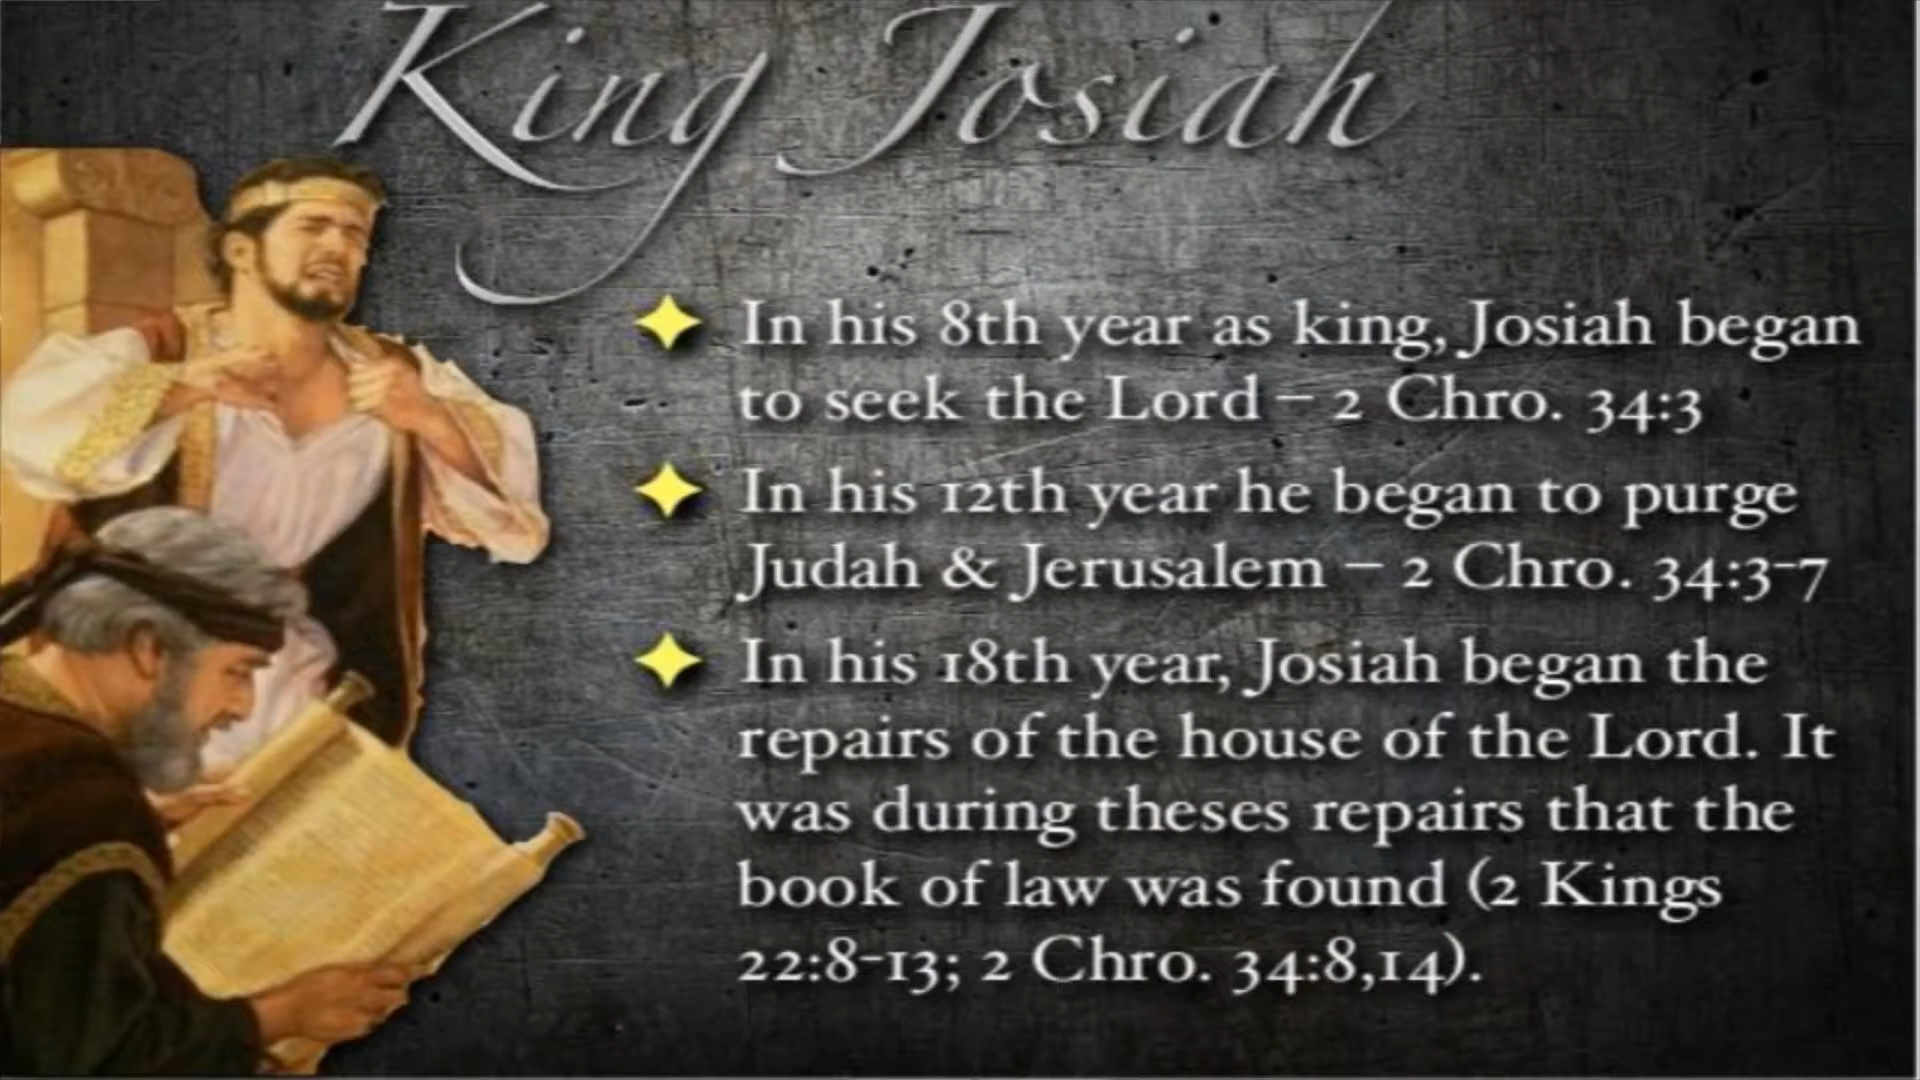 King Josiah
In his 8th year as king, Josiah began
to seek the Lord – 2 Chro. 34:3
In his 12th year he began to purge
Judah & Jerusalem – 2 Chro. 34:3-7
In his 18th year, Josiah began the
repairs of the house of the Lord. It
was during theses repairs that the
book of law was found (2 Kings
22:8-13; 2 Chro. 34:8,14).